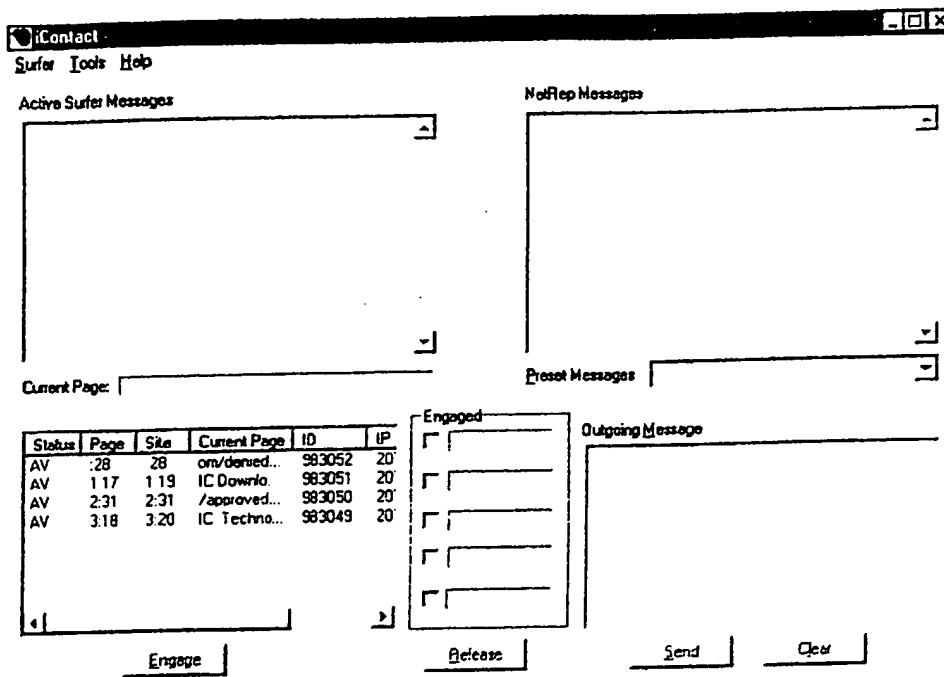 iContact
Surfer Tools Help
Active Surfer Messages
NetRep Messages
Current Page:
Preset Messages
Status Page Site Current Page ID IP
AV :28 28 om/denied... 983052 20
AV 1 17 1 19 IC Downlo. 983051 20
AV 2:31 2:31 /approved... 983050 20
AV 3:18 3:20 IC Techno... 983049 20
Engaged
Outgoing Message
Engage
Release
Send
Clear